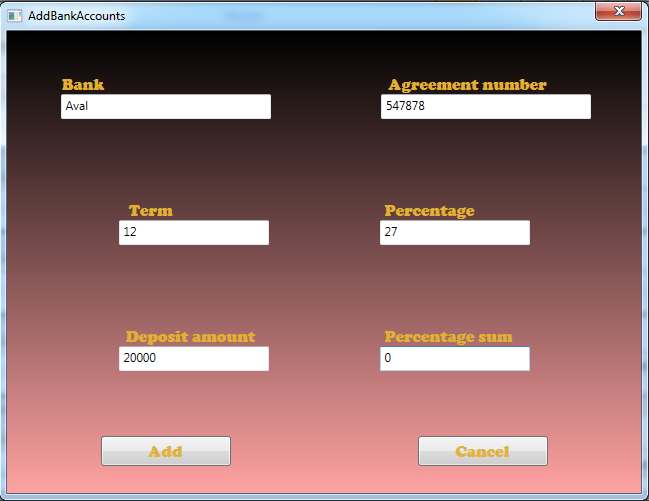 AddBankAccounts
Bank
Agreement number
Aval
547878
Term
Percentage
12
27
Deposit amount
Percentage sum
20000
0
Add
Cancel